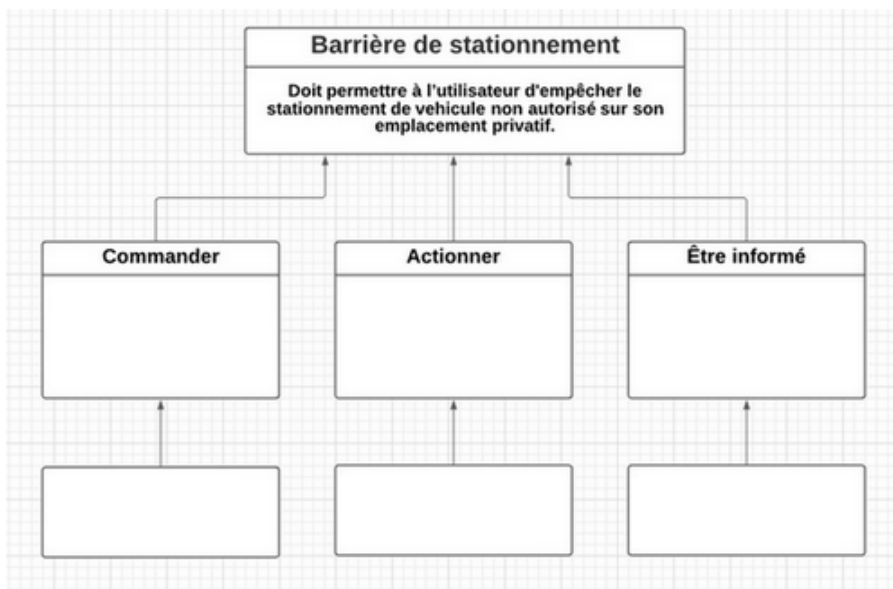 Barrière de stationnement
Doit permettre à l'utilisateur d'empêcher le
stationnement de vehicule non autorisé sur son
emplacement privatif.
Commander
Actionner
Être informé